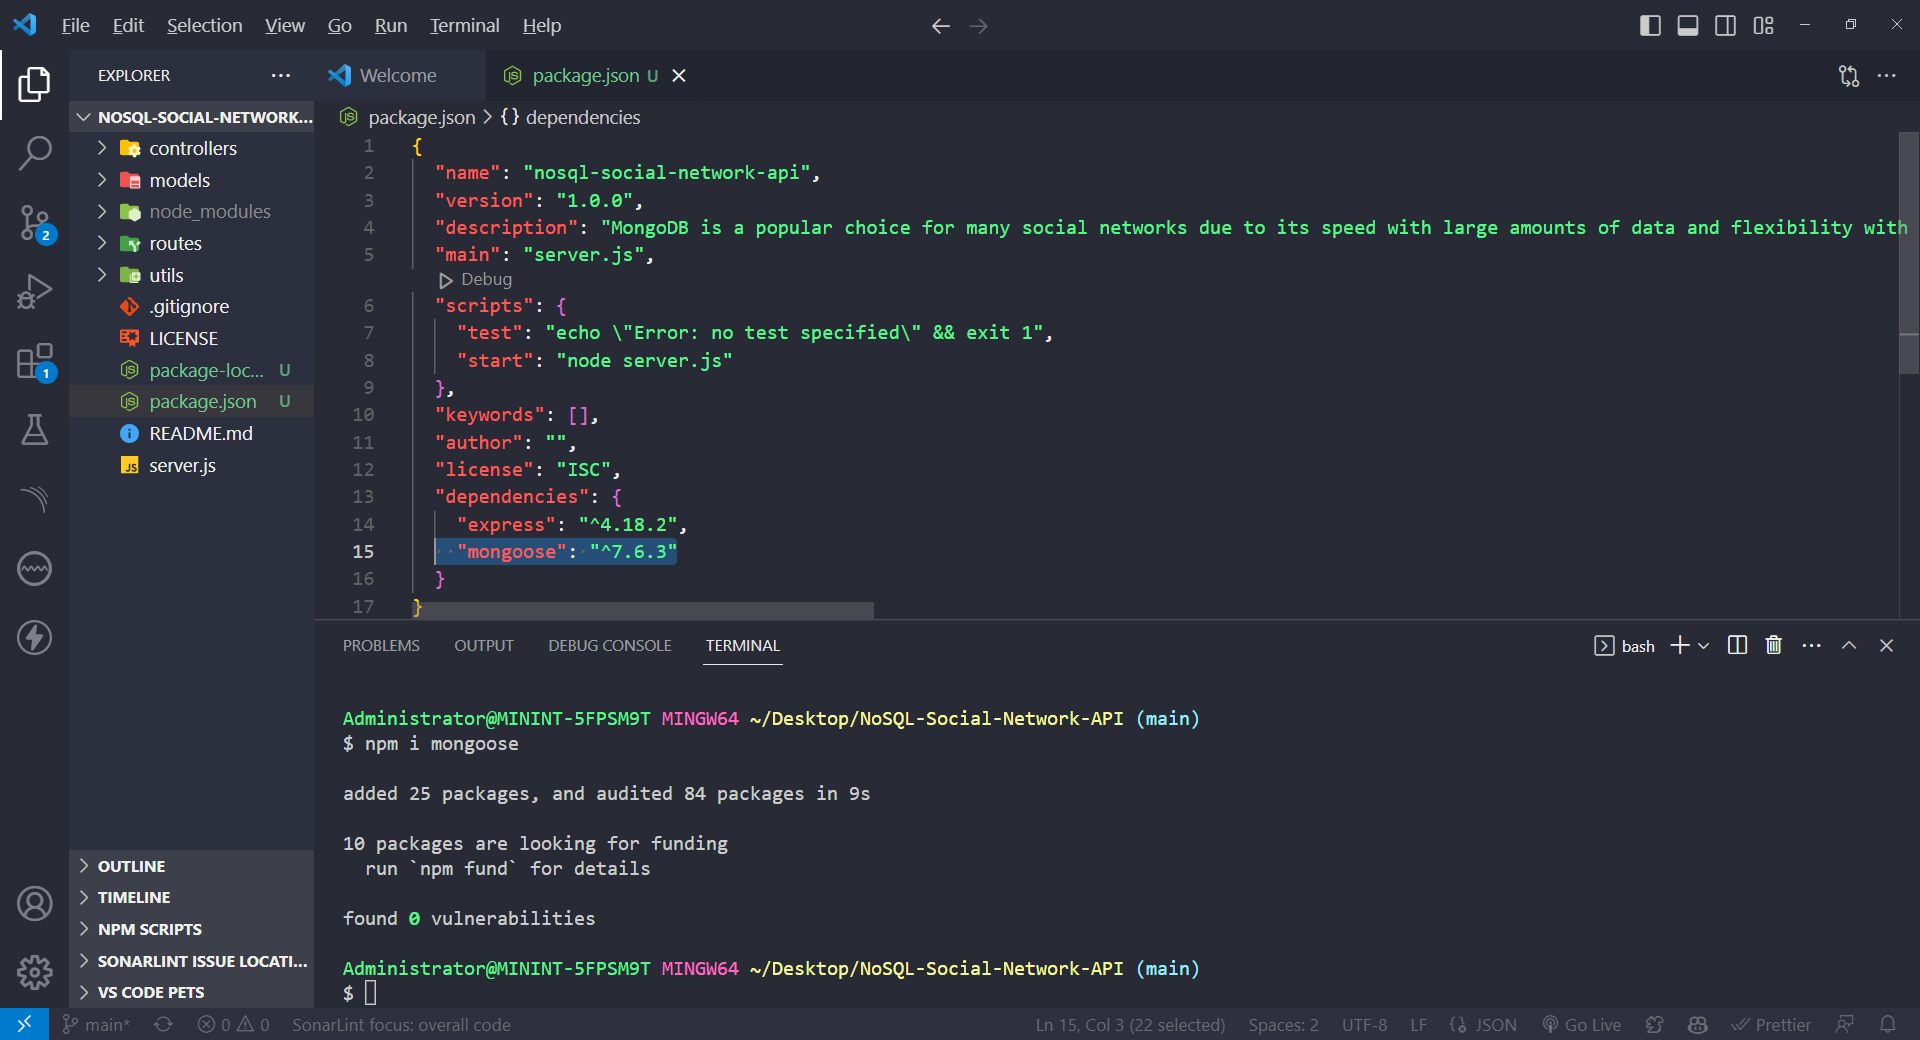 File Edit Selection View Go Run Terminal Help
EXPLORER
NOSQL-SOCIAL-NETWORK...
controllers
models
node_modules
routes
utils
.gitignore
LICENSE
package-loc... U
package.json U
README.md
JS server.js
2
1
OUTLINE
TIMELINE
NPM SCRIPTS
SONARLINT ISSUE LOCATI...
VS CODE PETS
Welcome
package.json U
package.json > {} dependencies
1 {
2 "name": "nosql-social-network-api",
3 "version": "1.0.0",
4 "description": "MongoDB is a popular choice for many social networks due to its speed with large amounts of data and flexibility with
5 "main": "server.js",
Debug
6 "scripts": {
7 "test": "echo \"Error: no test specified\" && exit 1",
8 "start": "node server.js"
9 },
10 "keywords": [],
11 "author": "",
12 "license": "ISC",
13 "dependencies": {
14 "express": "^4.18.2",
15 "mongoose": "^7.6.3"
16 }
17 }
PROBLEMS OUTPUT DEBUG CONSOLE TERMINAL
bash
Administrator@MININT-5FPSM9T MINGW64 ~/Desktop/NoSQL-Social-Network-API (main)
$ npm i mongoose
added 25 packages, and audited 84 packages in 9s
10 packages are looking for funding
run `npm fund` for details
found 0 vulnerabilities
Administrator@MININT-5FPSM9T MINGW64 ~/Desktop/NoSQL-Social-Network-API (main)
$
main* 0 0 SonarLint focus: overall code Ln 15, Col 3 (22 selected) Spaces: 2 UTF-8 LF JSON Go Live Prettier